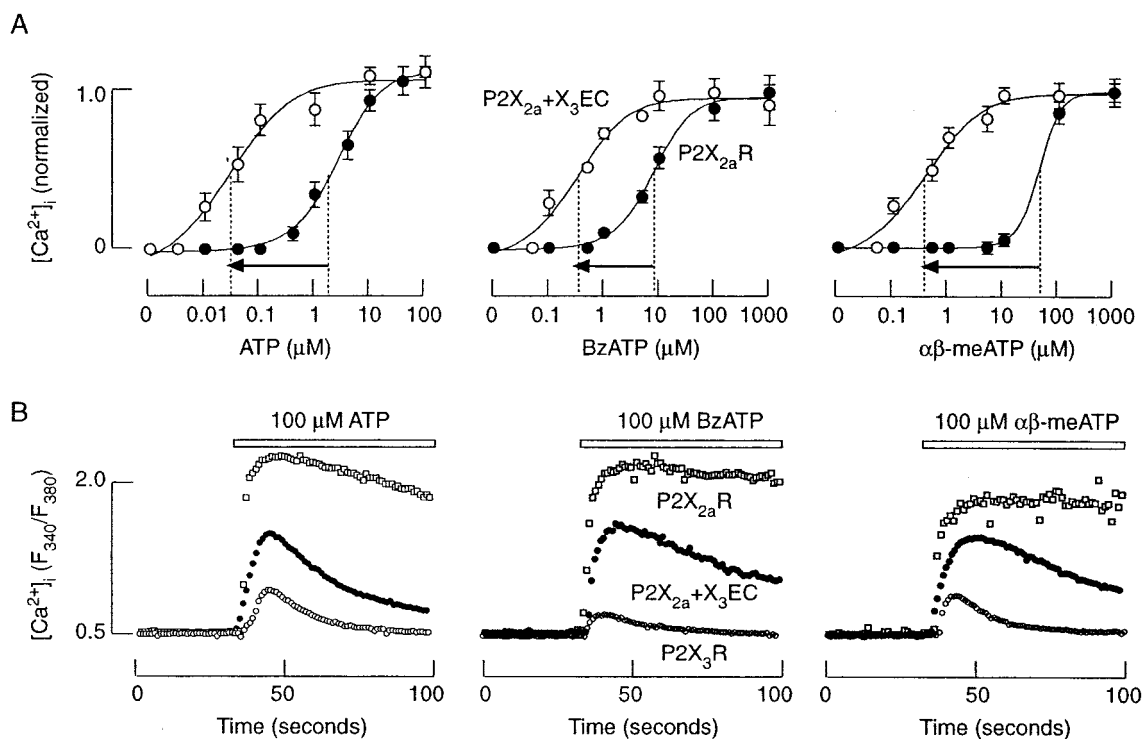 A
[Ca²⁺]ᵢ (normalized)
1.0
0
P2X₂ₐ+X₃EC
P2X₂ₐR
0 0.01 0.1 1 10 100
ATP (μM)
0 0.1 1 10 100 1000
BzATP (μM)
0 0.1 1 10 100 1000
αβ-meATP (μM)
B
100 μM ATP
100 μM BzATP
100 μM αβ-meATP
[Ca²⁺]ᵢ (F₃₄₀/F₃₈₀)
2.0
0.5
P2X₂ₐR
P2X₂ₐ+X₃EC
P2X₃R
0 50 100
Time (seconds)
0 50 100
Time (seconds)
0 50 100
Time (seconds)